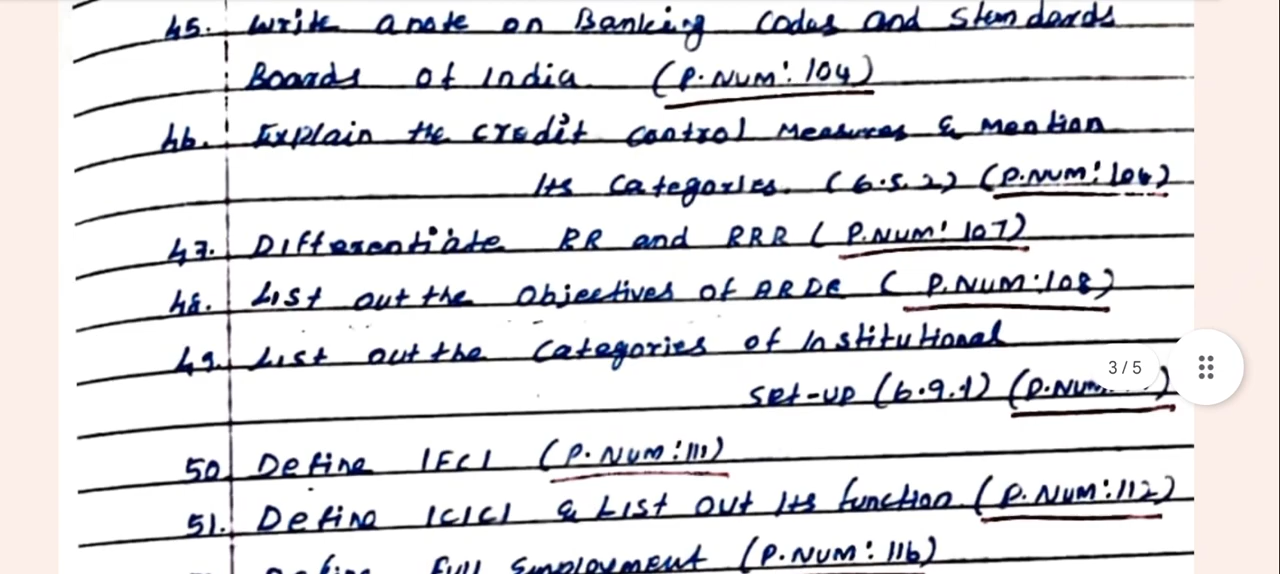 45. Write a note on Banking Codes and Standards
Boards of India (P.NUM: 104)
46. Explain the credit control Measures & Mention
Its Categories. (6.5.2) (P.NUM: 106)
47. Differentiate RR and RRR (P.NUM: 107)
48. List out the Objectives of ARDR (P.NUM: 108)
49. List out the Categories of Institutional
3 / 5
set-up (6.9.1) (P.NUM
50. Define IFCI (P.NUM: 111)
51. Define ICICI & List out Its function (P.NUM: 112)
Define Full Employment (P.NUM: 116)